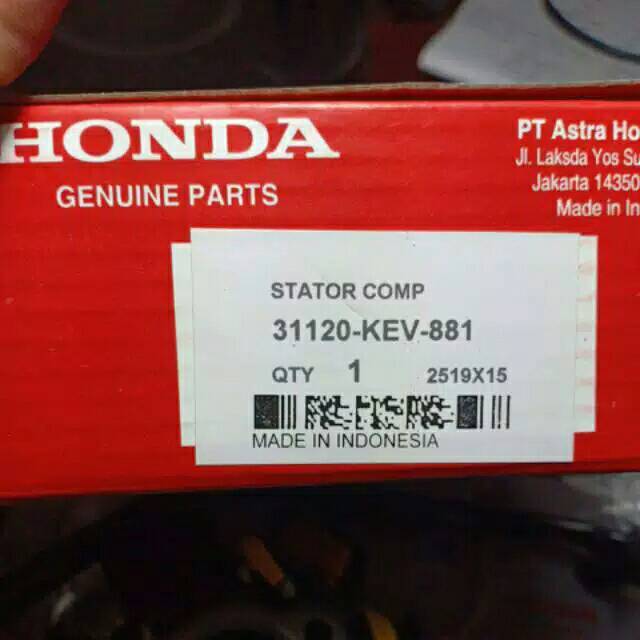 HONDA
GENUINE PARTS
PT Astra Ho
Jl. Laksda Yos Su
Jakarta 14350
Made in In
STATOR COMP
31120-KEV-881
QTY 1 2519X15
MADE IN INDONESIA